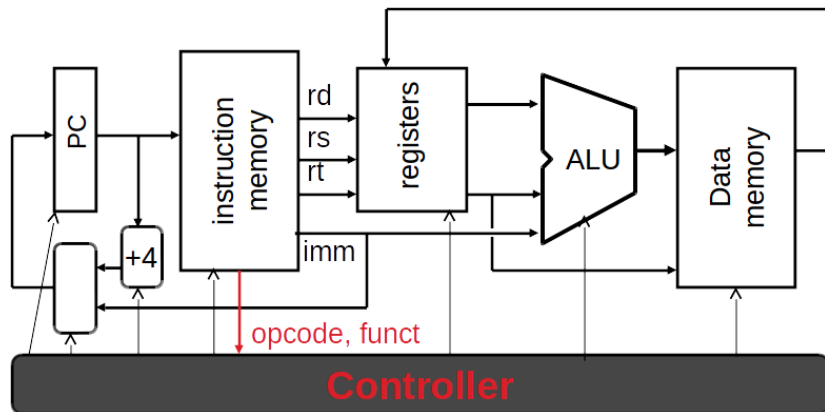 PC
+4
instruction
memory
rd
rs
rt
imm
registers
ALU
Data
memory
opcode, funct
Controller